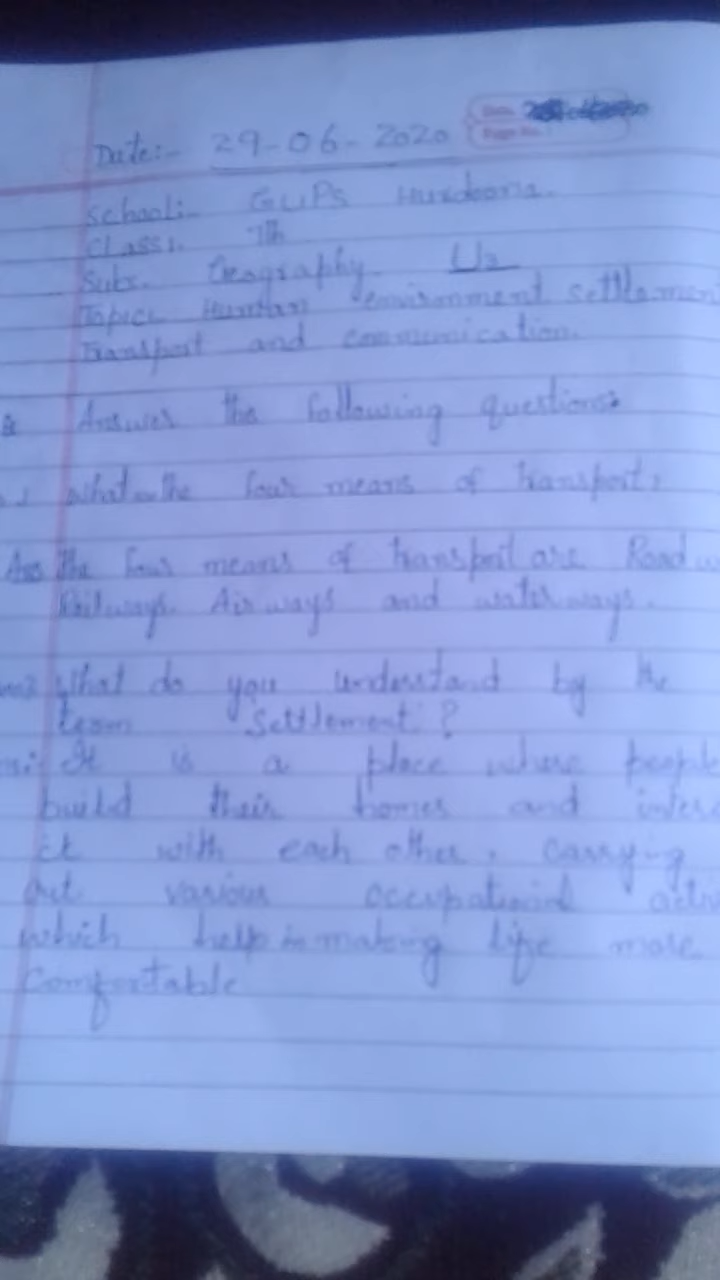 Date:- 29-06-2020
School:- GUPS
Class:- 7th
Sub:- Geography U2
Topic:- Human environment settlement
Transport and communication.
Answer the following questions:
What are the four means of transport?
Ans The four means of transport are Road
Railways. Airways and waterways.
What do you understand by the
term Settlement?
It is a place where people
build their homes and inter
ct with each other, carrying
out various occupational acti
which help in making life more
Comfortable